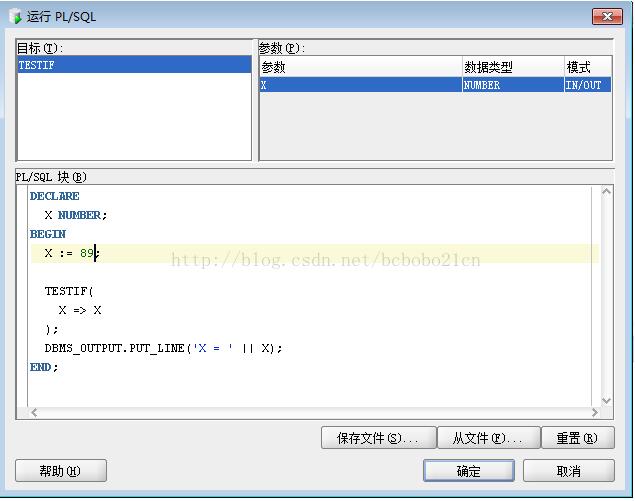 运行 PL/SQL
目标(T):
TESTIF
参数(P):
参数 数据类型 模式
X NUMBER IN/OUT
PL/SQL 块(B)
DECLARE
X NUMBER;
BEGIN
X := 89;
http://blog.csdn.net/bcbobo21cn
TESTIF(
X => X
);
DBMS_OUTPUT.PUT_LINE('X = ' || X);
END;
保存文件(S)... 从文件(F)... 重置(R)
帮助(H) 确定 取消